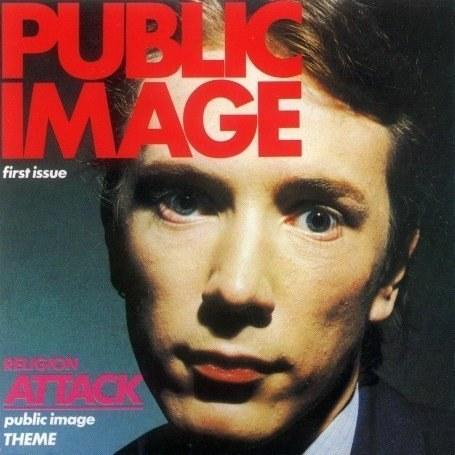 PUBLIC
IMAGE
first issue
RELIGION
ATTACK
public image
THEME